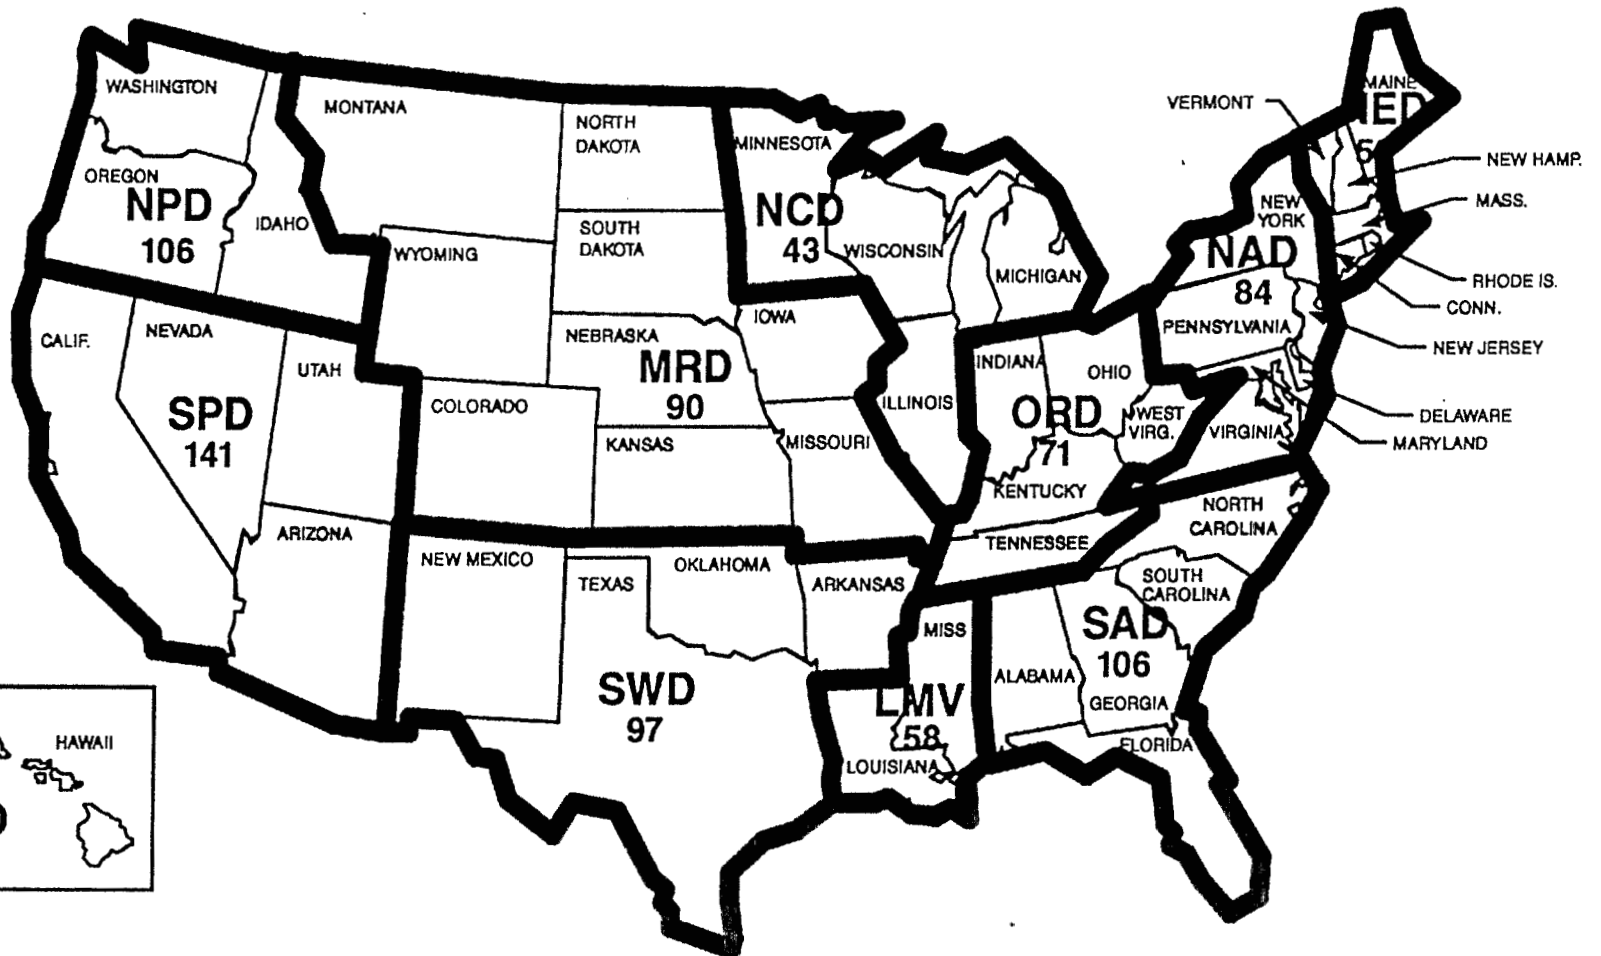 WASHINGTON
OREGON
NPD
106
IDAHO
MONTANA
WYOMING
NORTH
DAKOTA
SOUTH
DAKOTA
NEBRASKA
MRD
90
COLORADO
KANSAS
IOWA
MISSOURI
MINNESOTA
NCD
43
WISCONSIN
MICHIGAN
ILLINOIS
CALIF.
NEVADA
UTAH
SPD
141
ARIZONA
NEW MEXICO
TEXAS
OKLAHOMA
ARKANSAS
SWD
97
MISS
LMV
58
LOUISIANA
INDIANA
OHIO
ORD
71
WEST
VIRG.
KENTUCKY
TENNESSEE
NORTH
CAROLINA
SOUTH
CAROLINA
SAD
106
ALABAMA
GEORGIA
FLORIDA
NEW
YORK
NAD
84
PENNSYLVANIA
VIRGINIA
MAINE
VERMONT
NEW HAMP.
MASS.
RHODE IS.
CONN.
NEW JERSEY
DELAWARE
MARYLAND
HAWAII